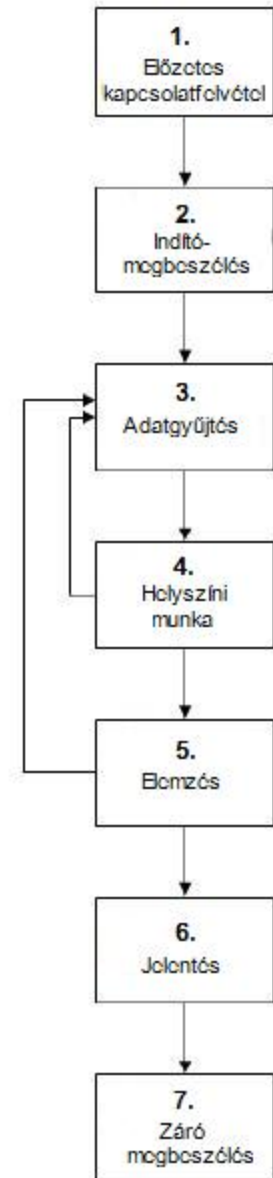 1.
Előzetes
kapcsolatfelvétel
2.
Indító-
megbeszélés
3.
Adatgyűjtés
4.
Helyszíni
munka
5.
Elemzés
6.
Jelentés
7.
Záró
megbeszélés